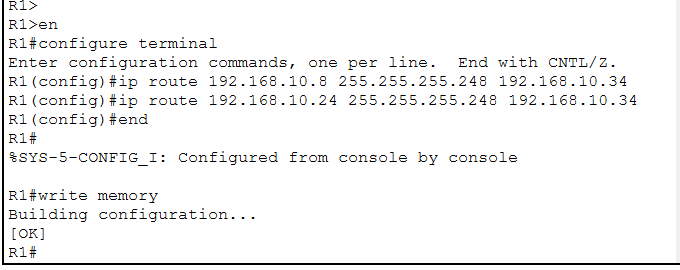 R1>
R1>en
R1#configure terminal
Enter configuration commands, one per line.  End with CNTL/Z.
R1(config)#ip route 192.168.10.8 255.255.255.248 192.168.10.34
R1(config)#ip route 192.168.10.24 255.255.255.248 192.168.10.34
R1(config)#end
R1#
%SYS-5-CONFIG_I: Configured from console by console

R1#write memory
Building configuration...
[OK]
R1#